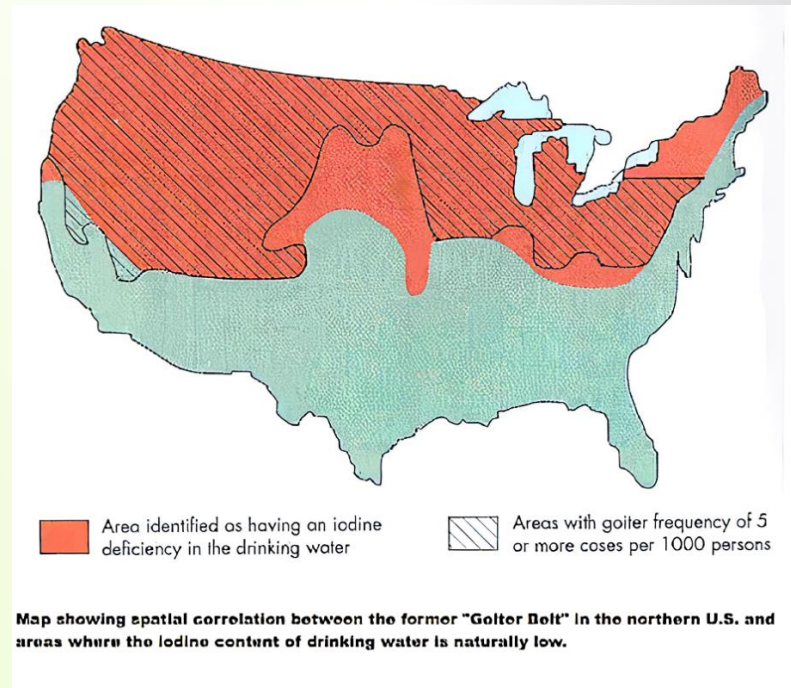 Area identified as having an iodine
deficiency in the drinking water
Areas with goiter frequency of 5
or more coses per 1000 persons
Map showing spatial correlation between the former "Goiter Belt" in the northern U.S. and
areas where the iodine content of drinking water is naturally low.